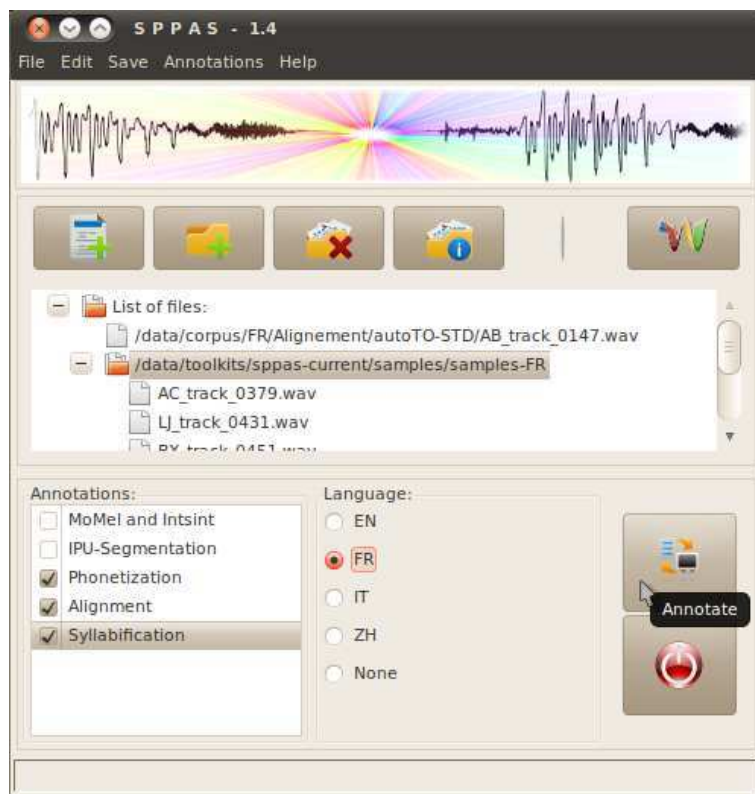 SPPAS - 1.4
File Edit Save Annotations Help
List of files:
/data/corpus/FR/Alignement/autoTO-STD/AB_track_0147.wav
/data/toolkits/sppas-current/samples/samples-FR
AC_track_0379.wav
LJ_track_0431.wav
BX_track_0451.wav
Annotations:
MoMel and Intsint
IPU-Segmentation
Phonetization
Alignment
Syllabification
Language:
EN
FR
IT
ZH
None
Annotate